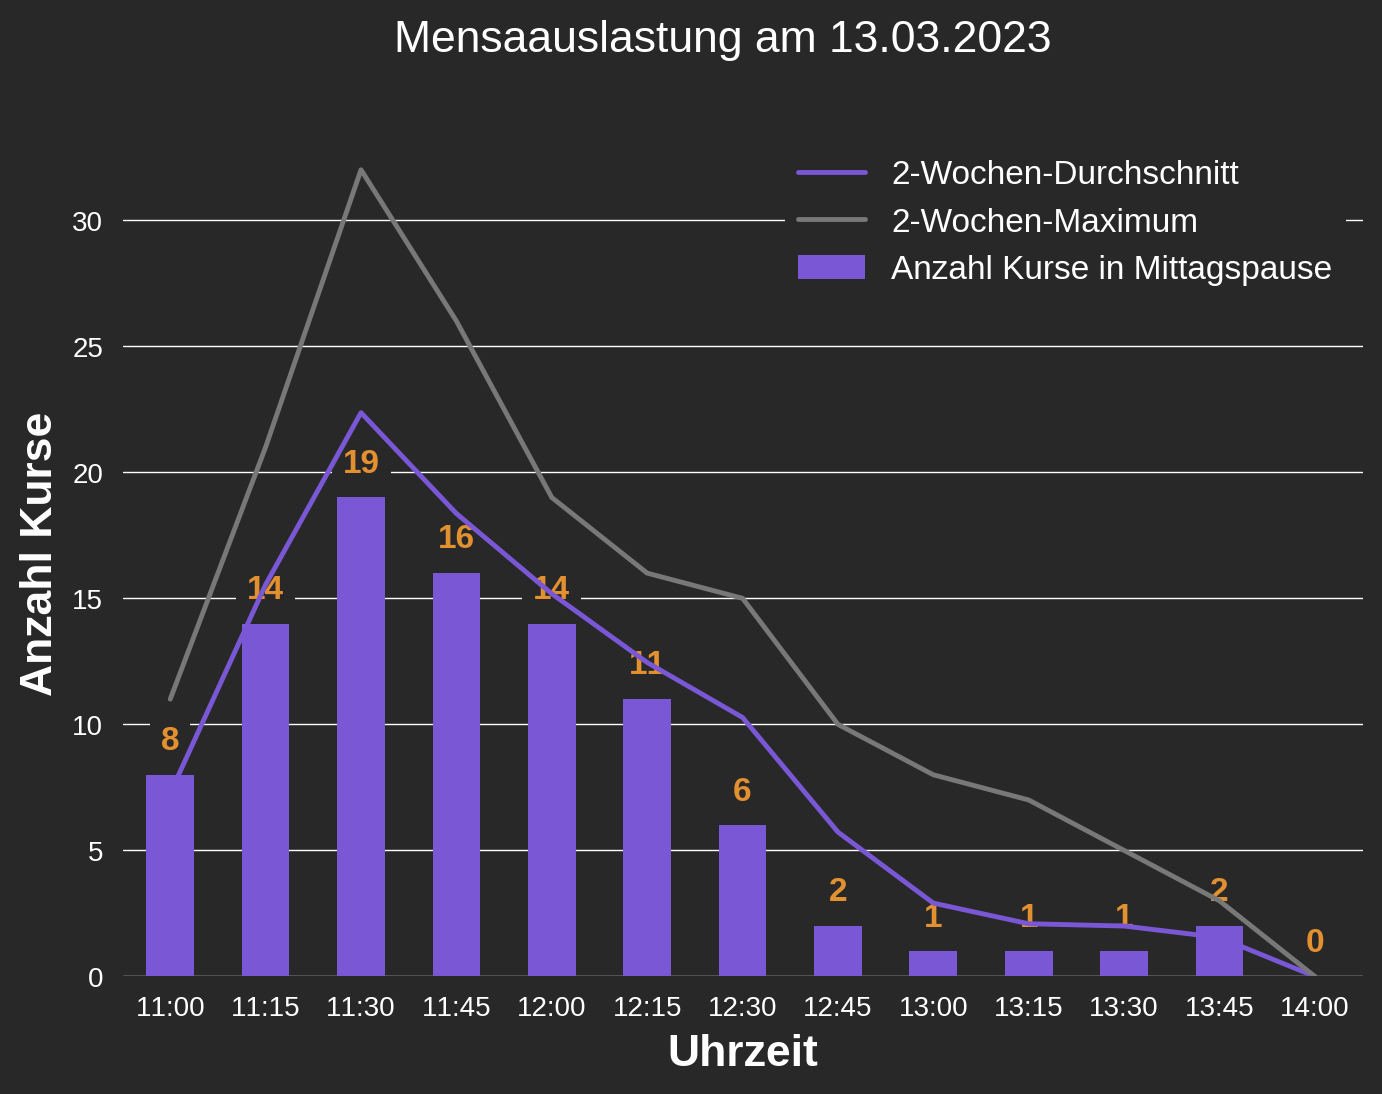 Mensaauslastung am 13.03.2023
2-Wochen-Durchschnitt
2-Wochen-Maximum
Anzahl Kurse in Mittagspause
Anzahl Kurse
30
25
20
15
10
5
0
8
14
19
16
14
11
6
2
1
1
1
2
0
11:00 11:15 11:30 11:45 12:00 12:15 12:30 12:45 13:00 13:15 13:30 13:45 14:00
Uhrzeit